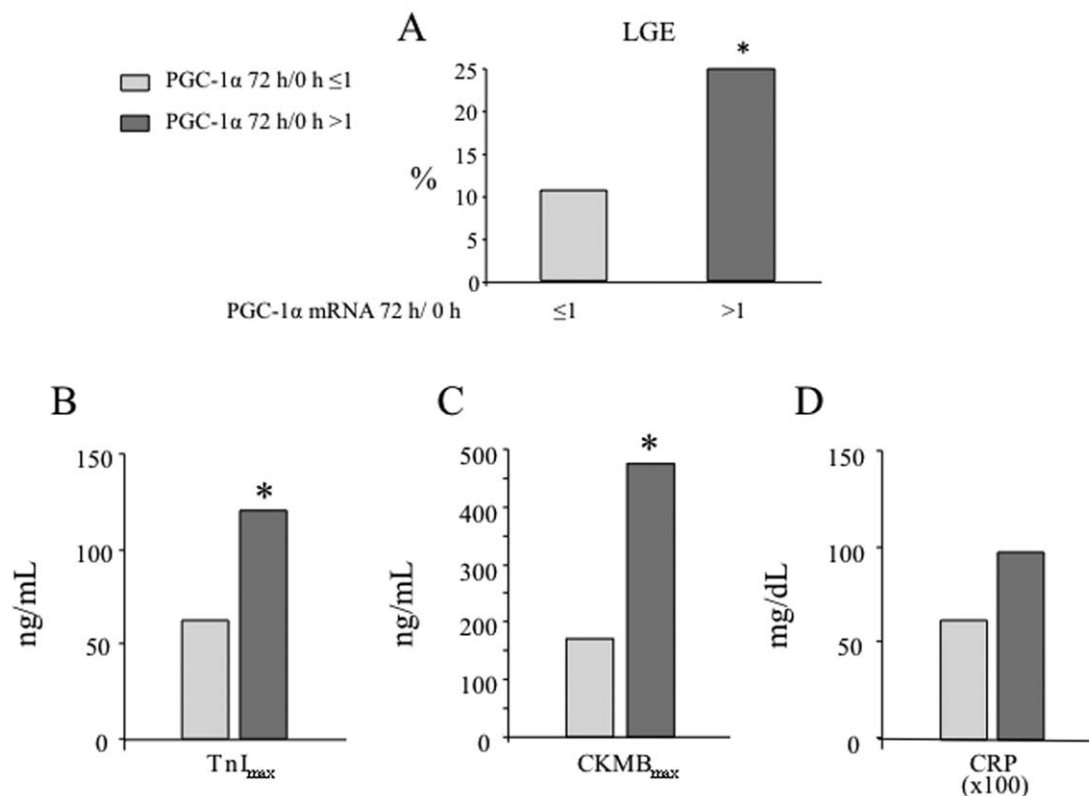 A
LGE
PGC-1α 72 h/0 h ≤1
PGC-1α 72 h/0 h >1
*
25
20
15
%
10
5
0
PGC-1α mRNA 72 h/ 0 h
≤1
>1
B
150
*
100
ng/mL
50
0
TnImax
C
500
*
400
300
ng/mL
200
300
200
100
0
CKMBmax
D
150
100
mg/dL
50
0
CRP
(x100)